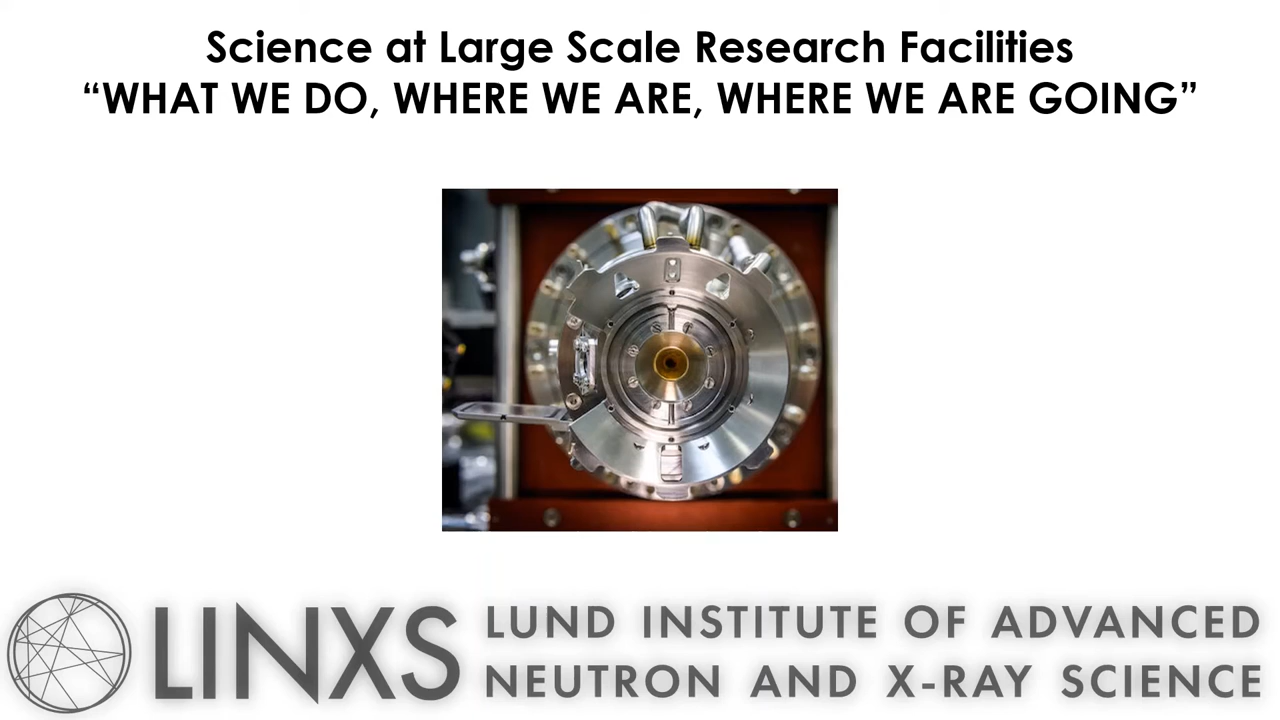 Science at Large Scale Research Facilities
“WHAT WE DO, WHERE WE ARE, WHERE WE ARE GOING”
LINXS
LUND INSTITUTE OF ADVANCED
NEUTRON AND X-RAY SCIENCE